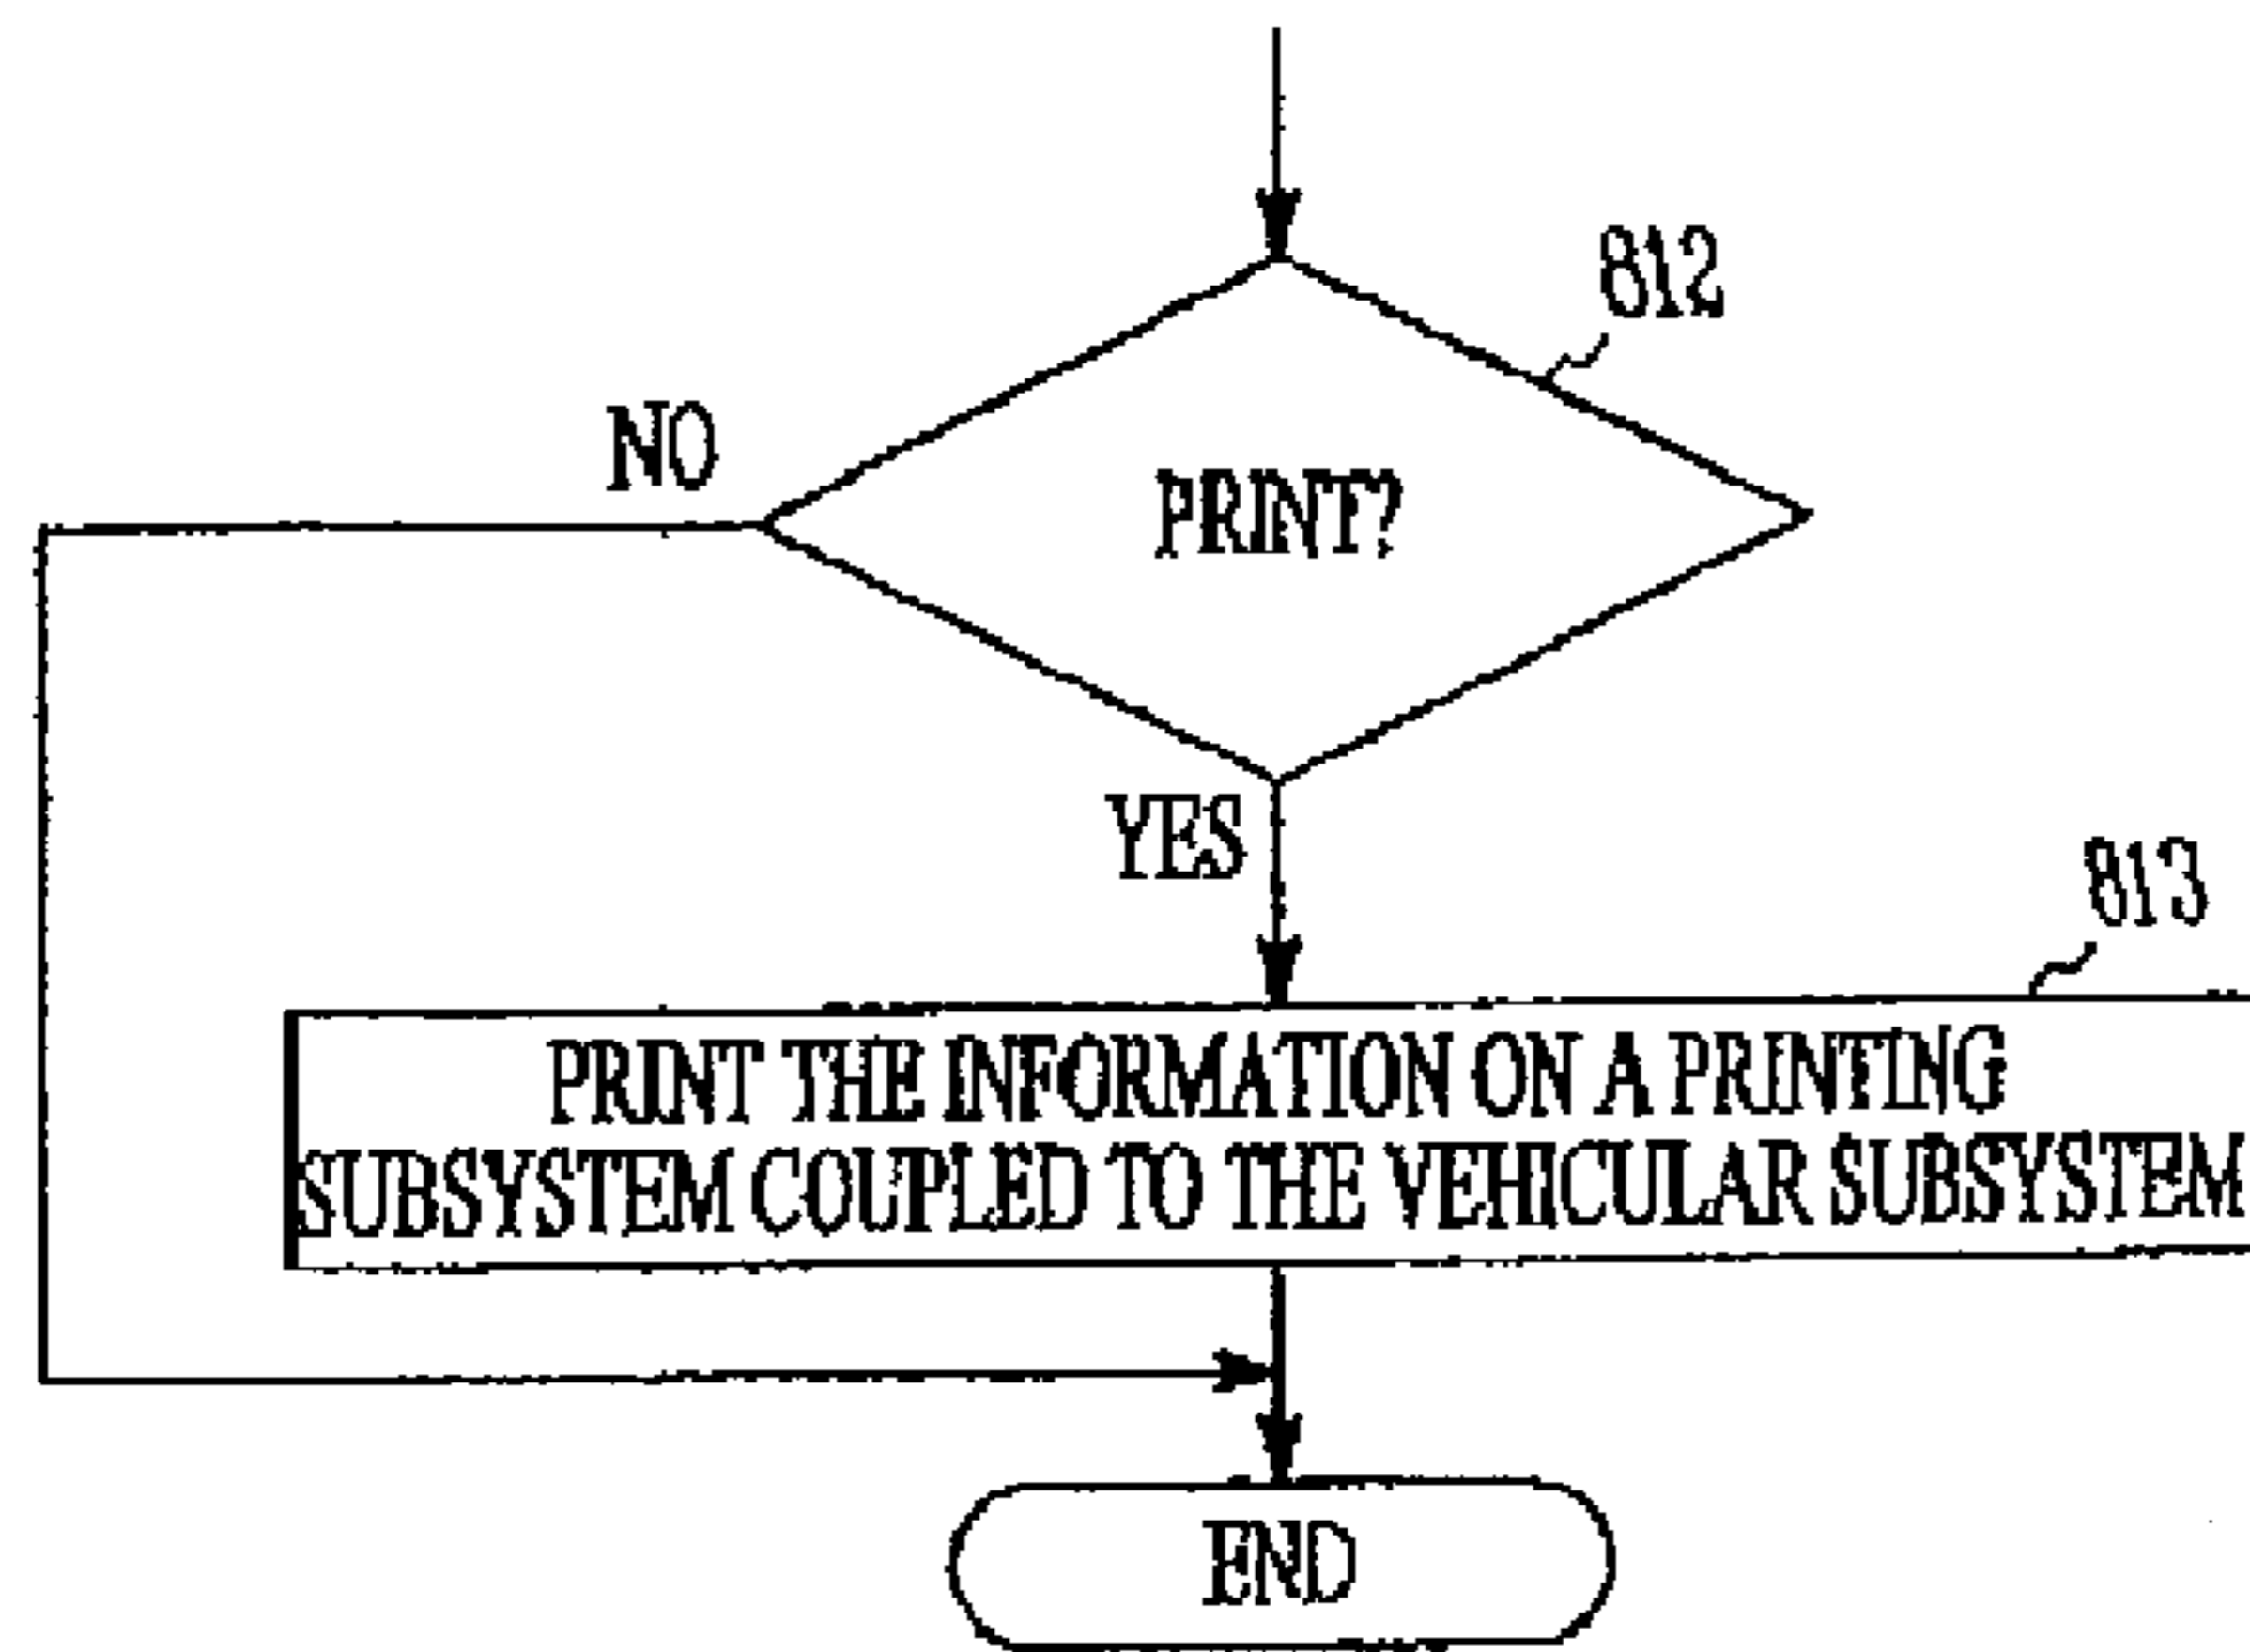 812
NO
PRINT?
YES
813
PRINT THE INFORMATION ON A PRINTING
SUBSYSTEM COUPLED TO THE VEHICULAR SUBSYSTEM
END